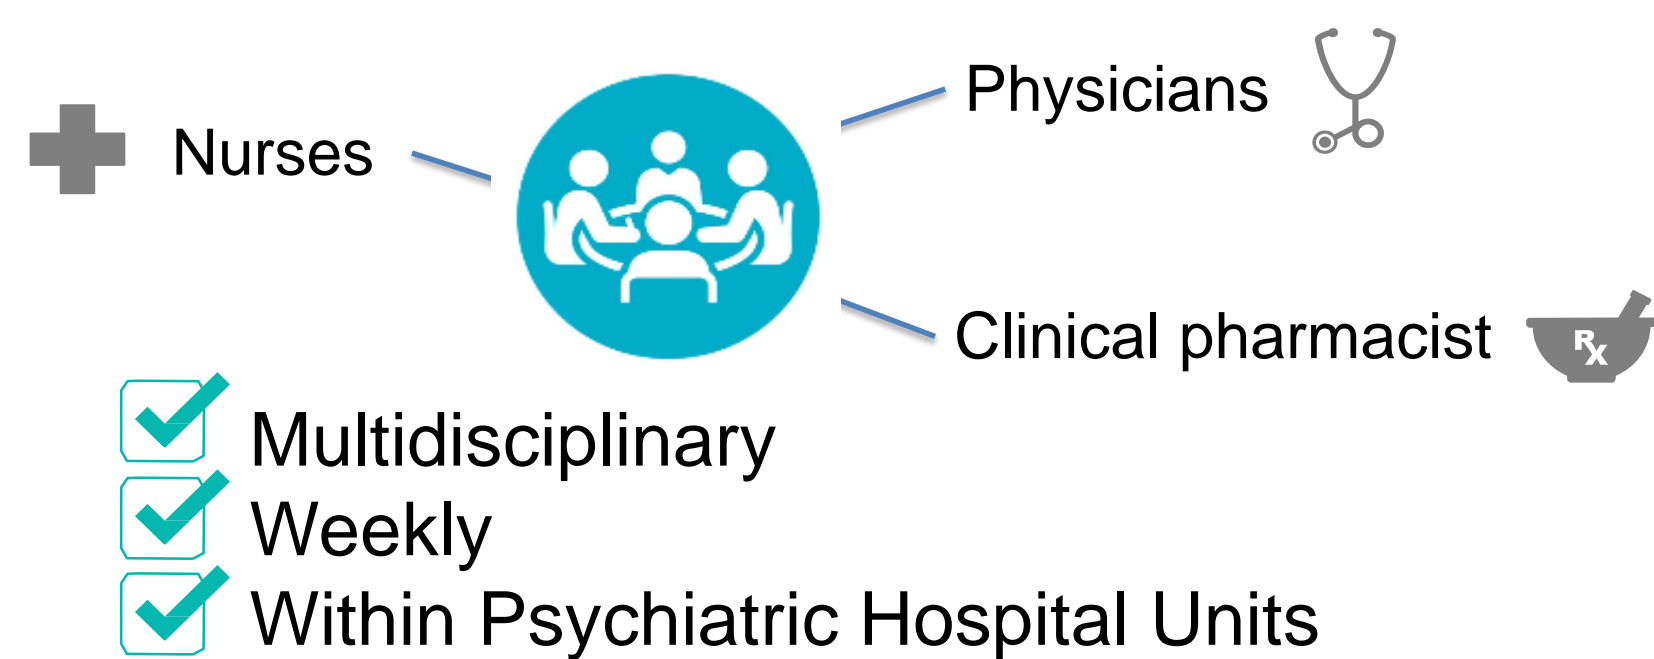 Physicians
Nurses
Clinical pharmacist
Rx
Multidisciplinary
Weekly
Within Psychiatric Hospital Units